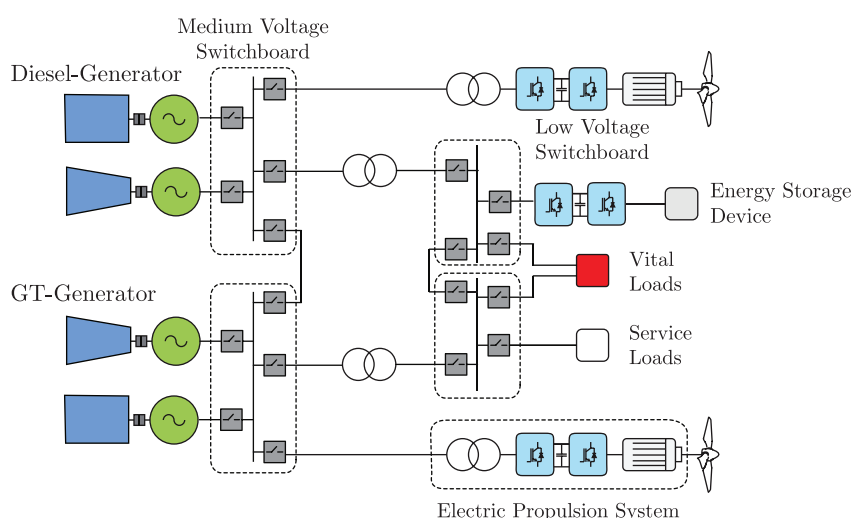 Medium Voltage
Switchboard
Diesel-Generator
Low Voltage
Switchboard
Energy Storage
Device
Vital
Loads
GT-Generator
Service
Loads
Electric Propulsion System